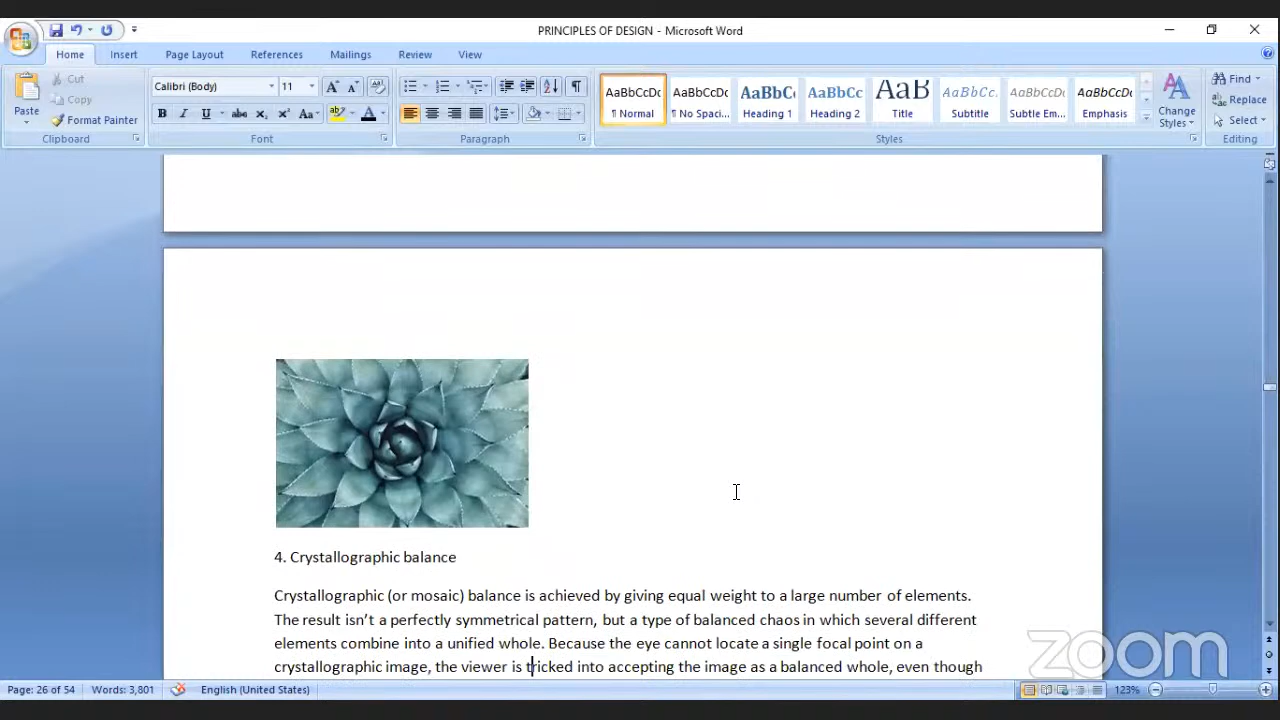 PRINCIPLES OF DESIGN - Microsoft Word
Home Insert Page Layout References Mailings Review View
Cut
Copy
Paste
Format Painter
Clipboard
Calibri (Body) 11
Font
Paragraph
AaBbCcDc AaBbCcDc AaBbCc AaBbCc AaB AaBbCc. AaBbCcDc AaBbCcDc
¶ Normal ¶ No Spaci... Heading 1 Heading 2 Title Subtitle Subtle Em... Emphasis
Change
Styles
Styles
Find
Replace
Select
Editing
4. Crystallographic balance
Crystallographic (or mosaic) balance is achieved by giving equal weight to a large number of elements.
The result isn’t a perfectly symmetrical pattern, but a type of balanced chaos in which several different
elements combine into a unified whole. Because the eye cannot locate a single focal point on a
crystallographic image, the viewer is tricked into accepting the image as a balanced whole, even though
zoom
Page: 26 of 54 Words: 3,801 English (United States) 123%